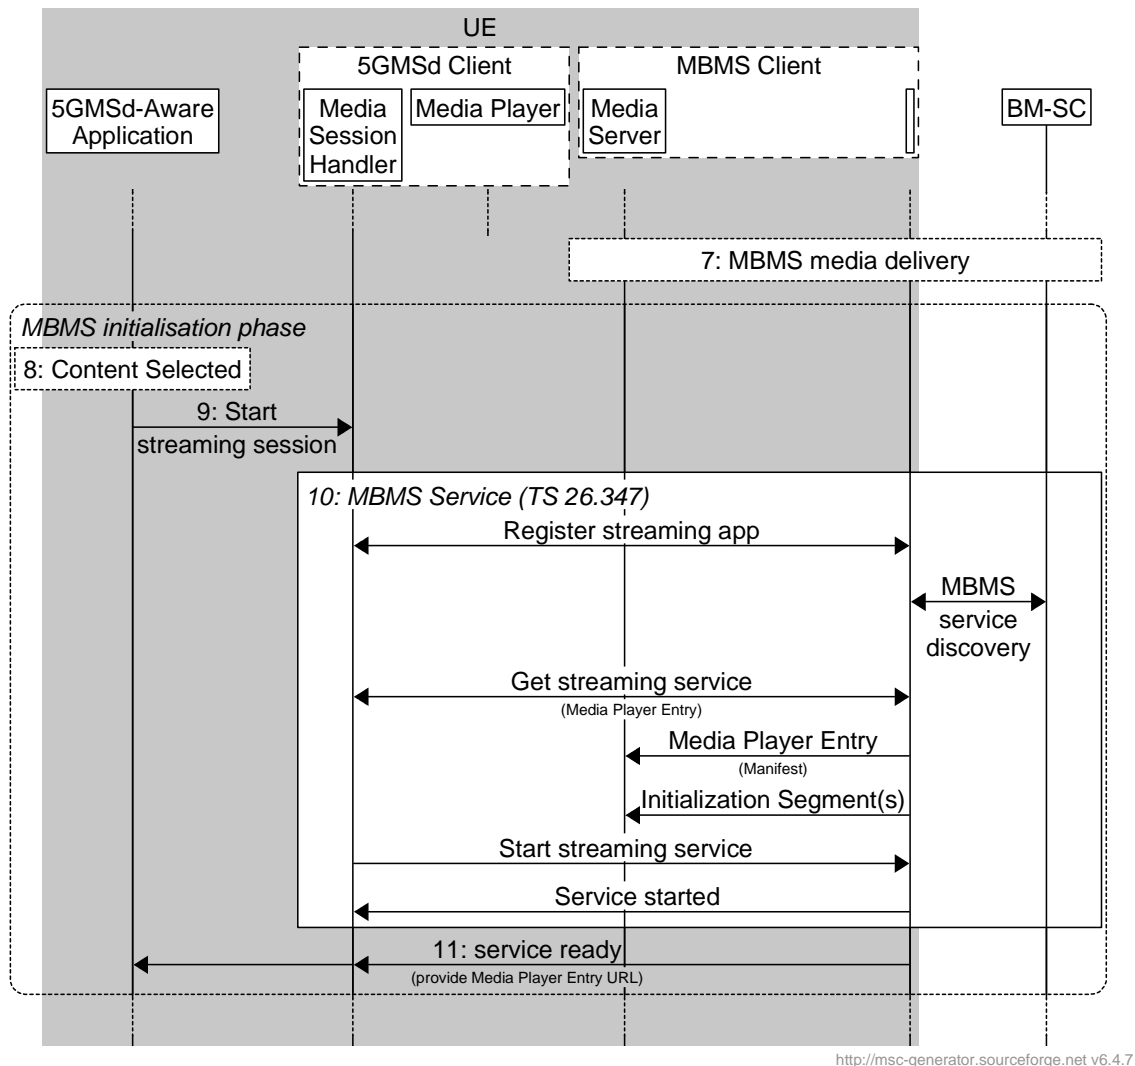 UE
5GMSd Client
MBMS Client
5GMSd-Aware
Application
Media
Session
Handler
Media Player
Media
Server
BM-SC
7: MBMS media delivery
MBMS initialisation phase
8: Content Selected
9: Start
streaming session
10: MBMS Service (TS 26.347)
Register streaming app
MBMS
service
discovery
Get streaming service
(Media Player Entry)
Media Player Entry
(Manifest)
Initialization Segment(s)
Start streaming service
Service started
11: service ready
(provide Media Player Entry URL)
http://msc-generator.sourceforge.net v6.4.7